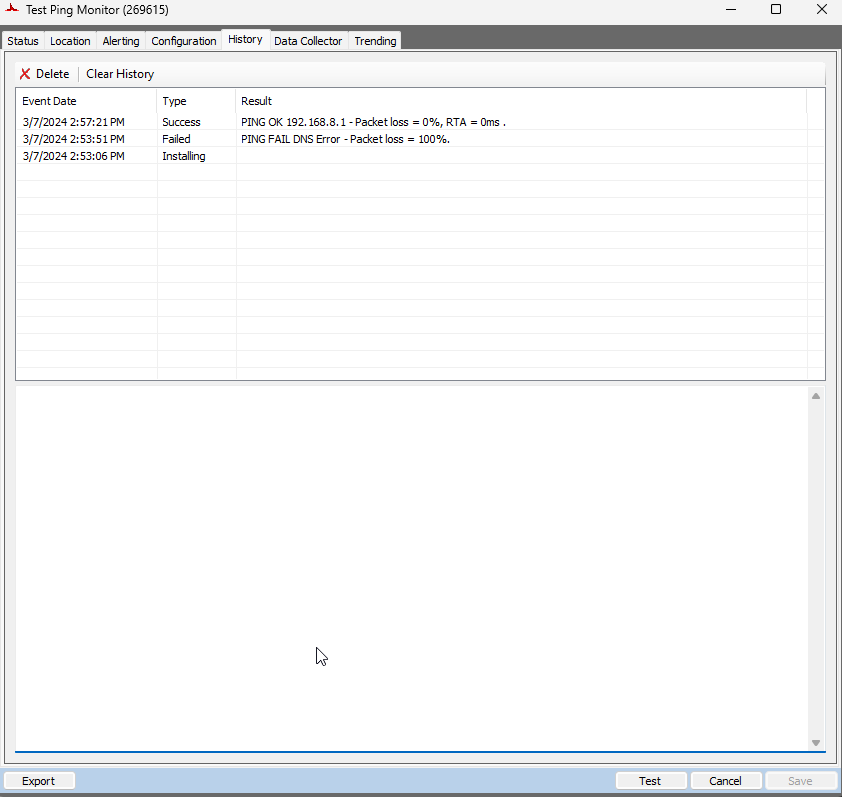 Test Ping Monitor (269615)
Status Location Alerting Configuration History Data Collector Trending
Delete Clear History
Event Date Type Result
3/7/2024 2:57:21 PM Success PING OK 192.168.8.1 - Packet loss = 0%, RTA = 0ms .
3/7/2024 2:53:51 PM Failed PING FAIL DNS Error - Packet loss = 100%.
3/7/2024 2:53:06 PM Installing
Export Test Cancel Save